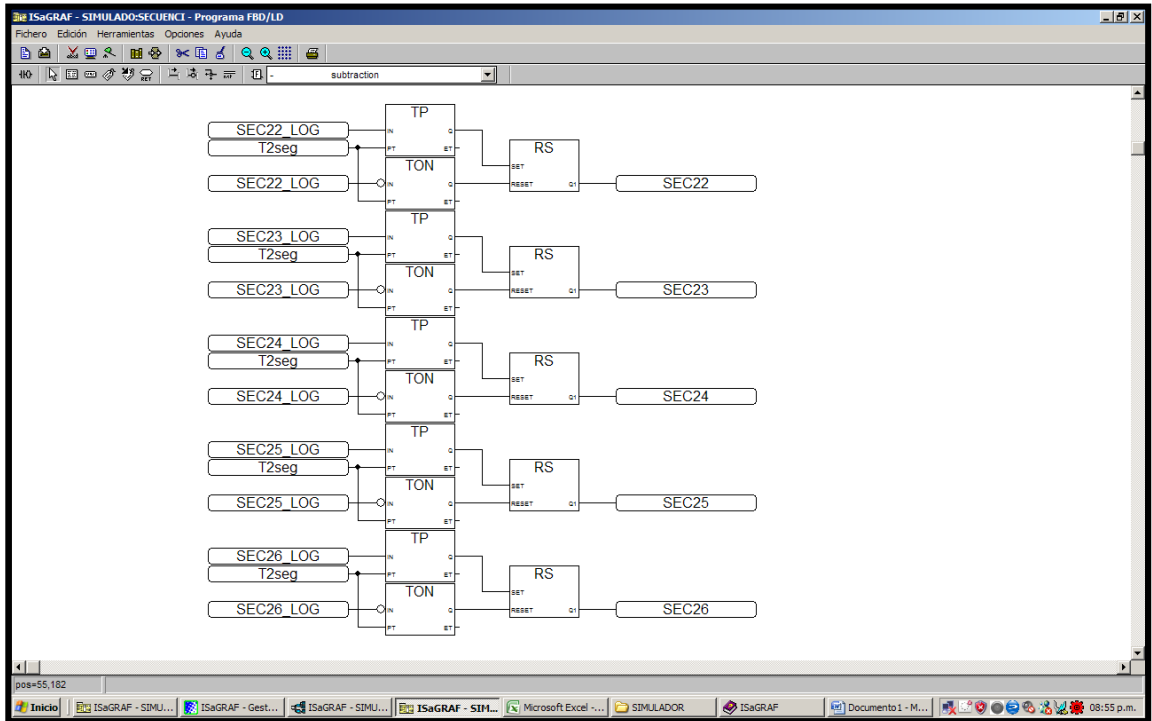 ISaGRAF - SIMULADO:SECUENCI - Programa FBD/LD
Fichero Edición Herramientas Opciones Ayuda
- subtraction
TP
SEC22_LOG IN Q
T2seg PT ET
RS
TON
SET
SEC22_LOG IN Q RESET Q1 SEC22
PT ET
TP
SEC23_LOG IN Q
T2seg PT ET
RS
TON
SET
SEC23_LOG IN Q RESET Q1 SEC23
PT ET
TP
SEC24_LOG IN Q
T2seg PT ET
RS
TON
SET
SEC24_LOG IN Q RESET Q1 SEC24
PT ET
TP
SEC25_LOG IN Q
T2seg PT ET
RS
TON
SET
SEC25_LOG IN Q RESET Q1 SEC25
PT ET
TP
SEC26_LOG IN Q
T2seg PT ET
RS
TON
SET
SEC26_LOG IN Q RESET Q1 SEC26
PT ET
pos=55,182
Inicio ISaGRAF - SIMU... ISaGRAF - Gest... ISaGRAF - SIMU... ISaGRAF - SIM... Microsoft Excel -... SIMULADOR ISaGRAF Documento1 - M... 08:55 p.m.